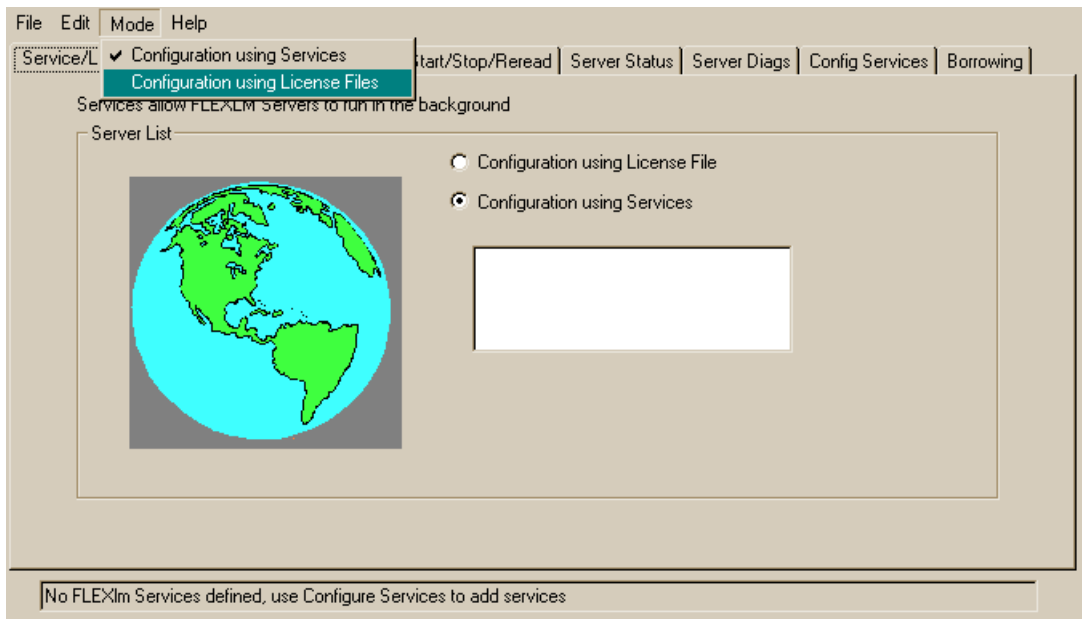 File Edit Mode Help
Configuration using Services
Configuration using License Files
Service/L
tart/Stop/Reread Server Status Server Diags Config Services Borrowing
Services allow FLEXLM Servers to run in the background
Server List
Configuration using License File
Configuration using Services
No FLEXlm Services defined, use Configure Services to add services